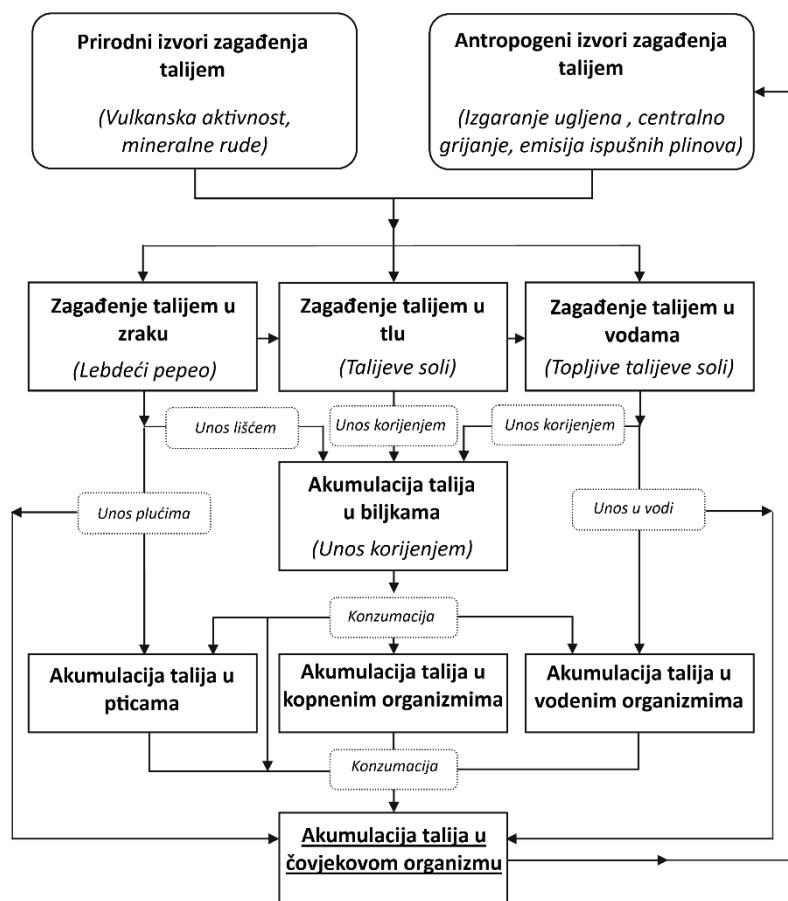 Prirodni izvori zagađenja
talijem
(Vulkanska aktivnost,
mineralne rude)
Antropogeni izvori zagađenja
talijem
(Izgaranje ugljena , centralno
grijanje, emisija ispušnih plinova)
Zagađenje talijem u
zraku
(Lebdeći pepeo)
Zagađenje talijem u
tlu
(Talijeve soli)
Zagađenje talijem u
vodama
(Topljive talijeve soli)
Unos lišćem
Unos korijenjem
Unos korijenjem
Akumulacija talija
u biljkama
(Unos korijenjem)
Unos plućima
Unos u vodi
Konzumacija
Akumulacija talija u
pticama
Akumulacija talija u
kopnenim organizmima
Akumulacija talija u
vodenim organizmima
Konzumacija
Akumulacija talija u
čovjekovom organizmu